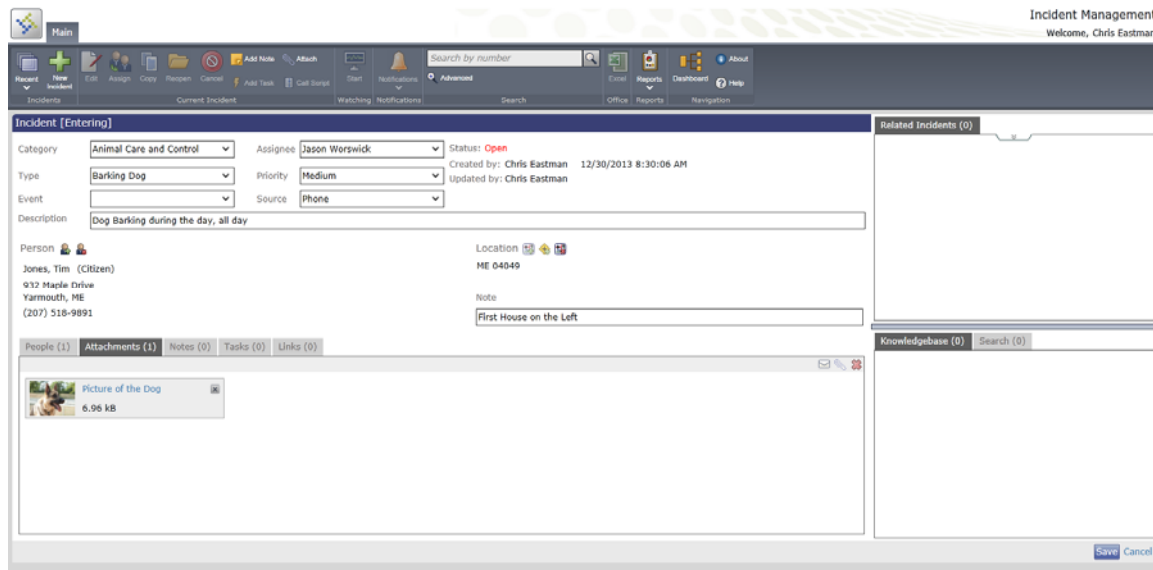 Incident Management
Main
Welcome, Chris Eastman
Recent
New Incident
Edit
Assign
Copy
Reopen
Cancel
Add Note
Attach
Add Task
Call Script
Start
Notifications
Search by number
Advanced
Excel
Reports
Dashboard
About
Help
Incidents
Current Incident
Watching
Notifications
Search
Office
Reports
Navigation
Incident [Entering]
Related Incidents (0)
Category Animal Care and Control Assignee Jason Worswick Status: Open
Created by: Chris Eastman 12/30/2013 8:30:06 AM
Type Barking Dog Priority Medium Updated by: Chris Eastman
Event Source Phone
Description Dog Barking during the day, all day
Person Location
Jones, Tim (Citizen) ME 04049
932 Maple Drive
Yarmouth, ME Note
(207) 518-9891 First House on the Left
People (1) Attachments (1) Notes (0) Tasks (0) Links (0)
Knowledgebase (0) Search (0)
Picture of the Dog
6.96 kB
Save Cancel